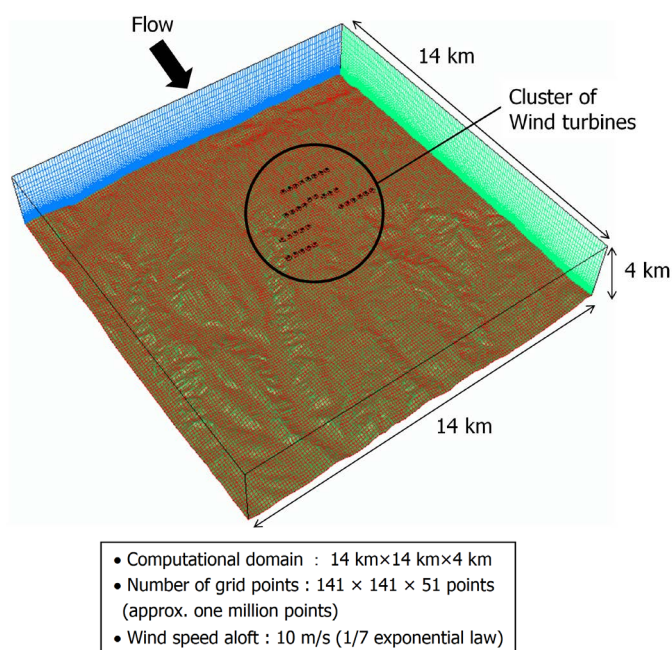 Flow
14 km
Cluster of
Wind turbines
4 km
14 km
• Computational domain : 14 km×14 km×4 km
• Number of grid points : 141 × 141 × 51 points
(approx. one million points)
• Wind speed aloft : 10 m/s (1/7 exponential law)